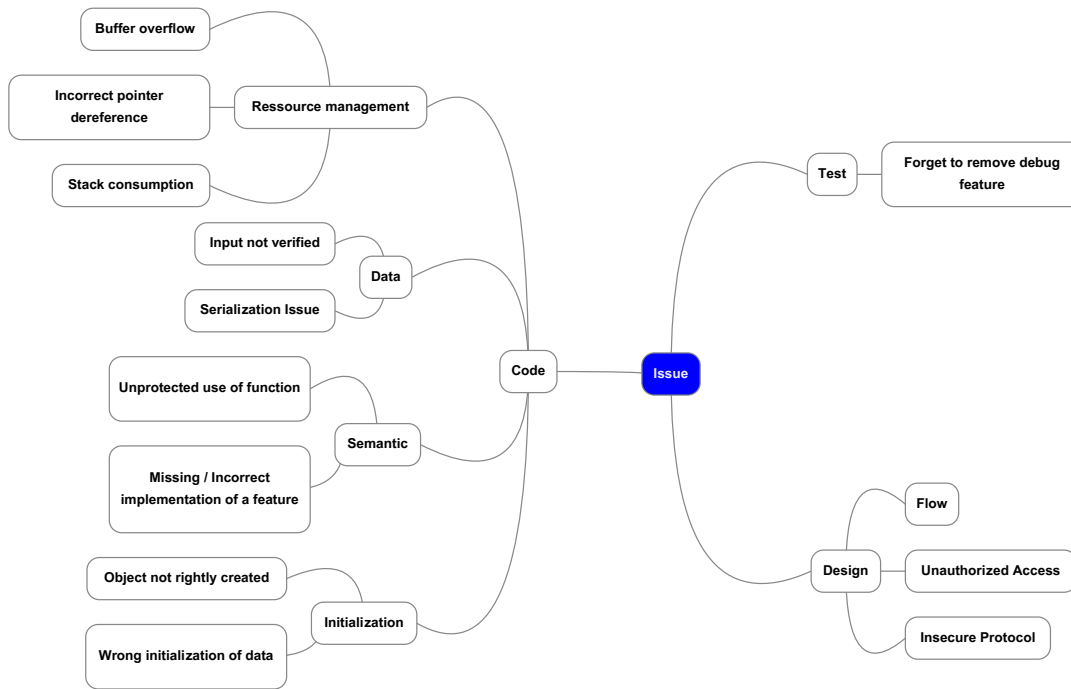 Buffer overflow
Incorrect pointer
dereference
Ressource management
Stack consumption
Input not verified
Data
Serialization Issue
Unprotected use of function
Semantic
Missing / Incorrect
implementation of a feature
Object not rightly created
Initialization
Wrong initialization of data
Code
Issue
Test
Forget to remove debug
feature
Flow
Design
Unauthorized Access
Insecure Protocol